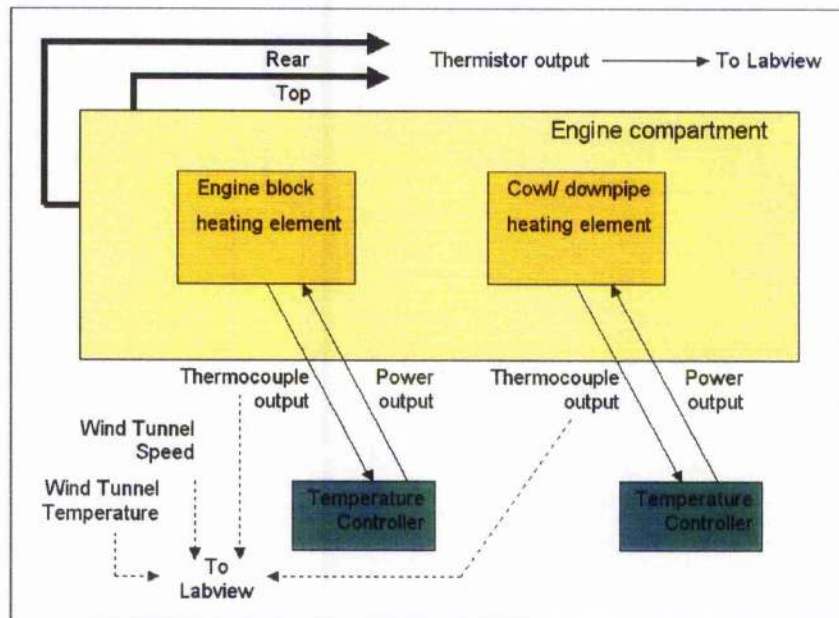 Rear
Thermistor output To Labview
Top
Engine compartment
Engine block
heating element
Cowl/ downpipe
heating element
Thermocouple
output
Power
output
Thermocouple
output
Power
output
Wind Tunnel
Speed
Wind Tunnel
Temperature
Temperature
Controller
Temperature
Controller
To
Labview